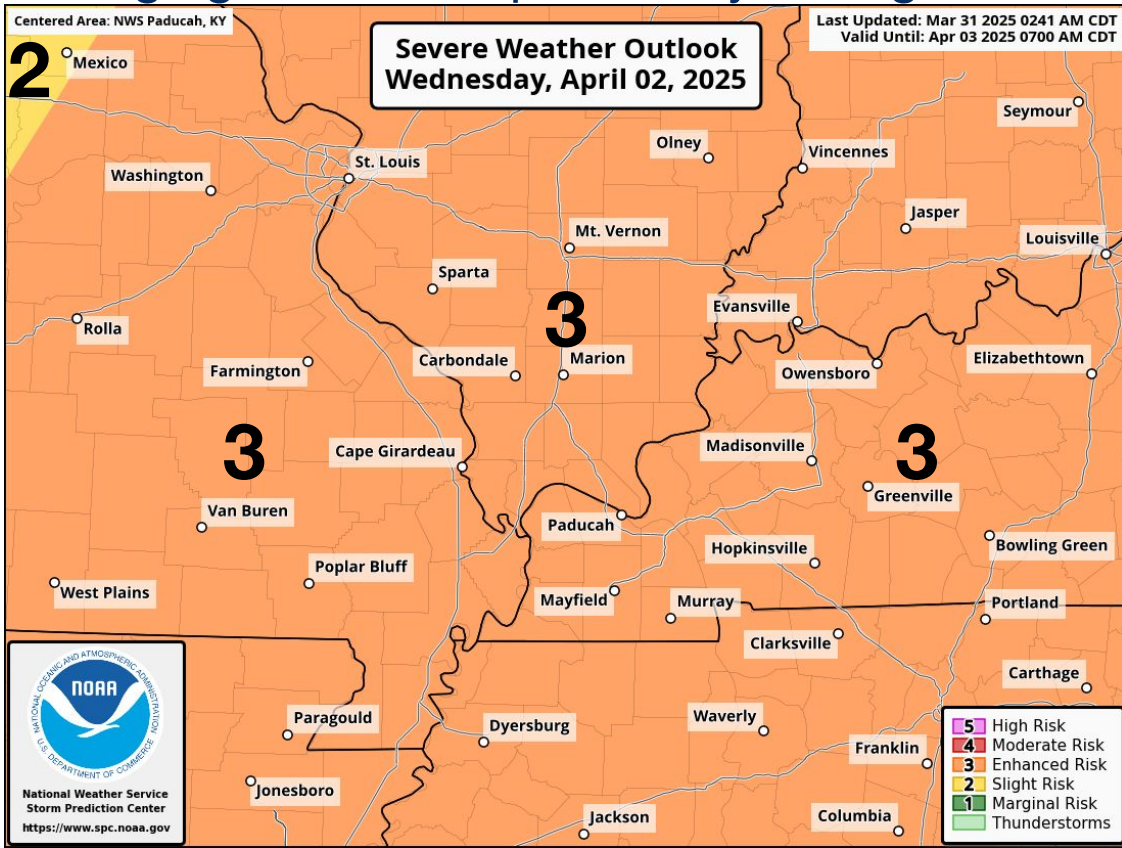 Centered Area: NWS Paducah, KY
Severe Weather Outlook
Wednesday, April 02, 2025
Last Updated: Mar 31 2025 0241 AM CDT
Valid Until: Apr 03 2025 0700 AM CDT
2
Mexico
Seymour
Olney
Vincennes
St. Louis
Washington
Jasper
Mt. Vernon
Louisville
Sparta
Evansville
3
Rolla
Carbondale
Marion
Elizabethtown
Farmington
Owensboro
Cape Girardeau
Madisonville
3
3
Greenville
Van Buren
Paducah
Bowling Green
Hopkinsville
Poplar Bluff
West Plains
Mayfield
Murray
Portland
Clarksville
Carthage
NATIONAL OCEANIC AND ATMOSPHERIC ADMINISTRATION
NOAA
U.S. DEPARTMENT OF COMMERCE
Paragould
Dyersburg
Waverly
Franklin
Jonesboro
Jackson
Columbia
National Weather Service
Storm Prediction Center
https://www.spc.noaa.gov
5 High Risk
4 Moderate Risk
3 Enhanced Risk
2 Slight Risk
1 Marginal Risk
Thunderstorms